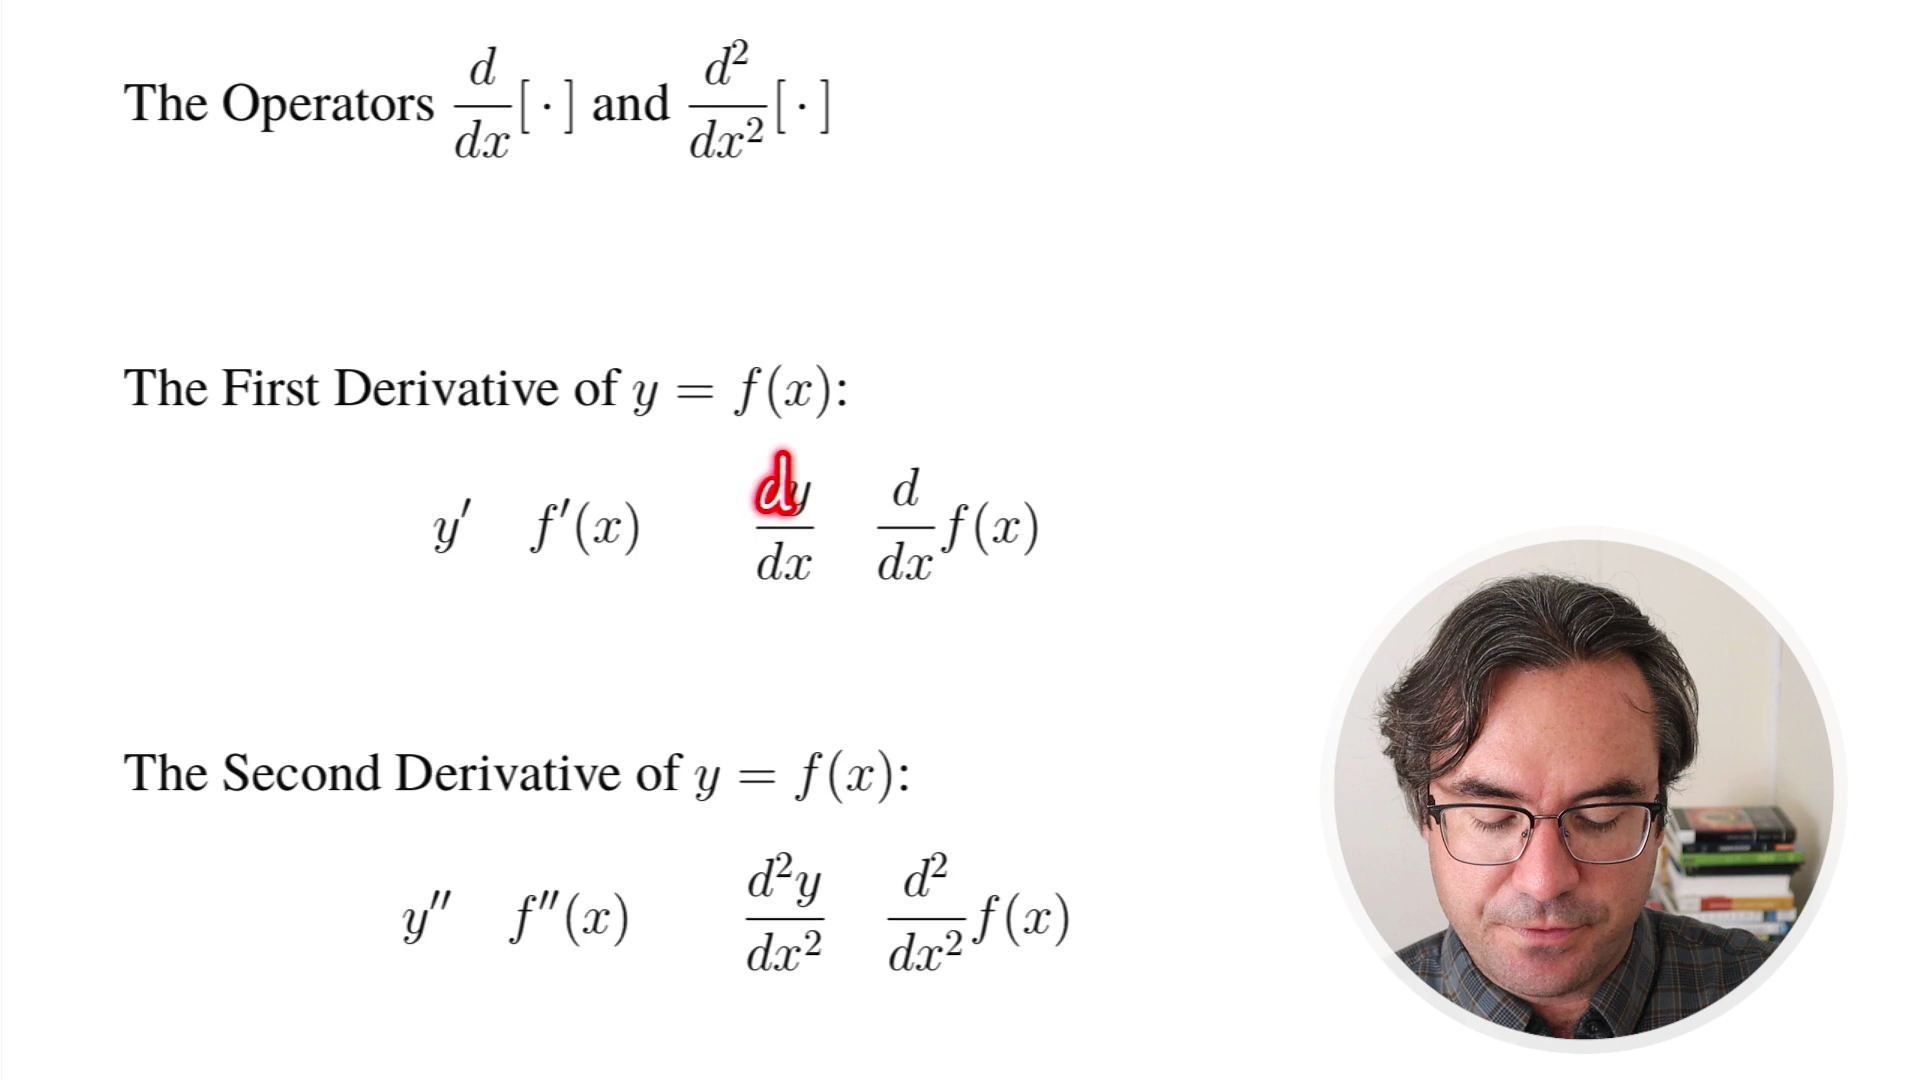 The Operators d/dx[·] and d²/dx²[·]
The First Derivative of y = f(x):
y′ f′(x) dy/dx d/dx f(x)
The Second Derivative of y = f(x):
y″ f″(x) d²y/dx² d²/dx² f(x)